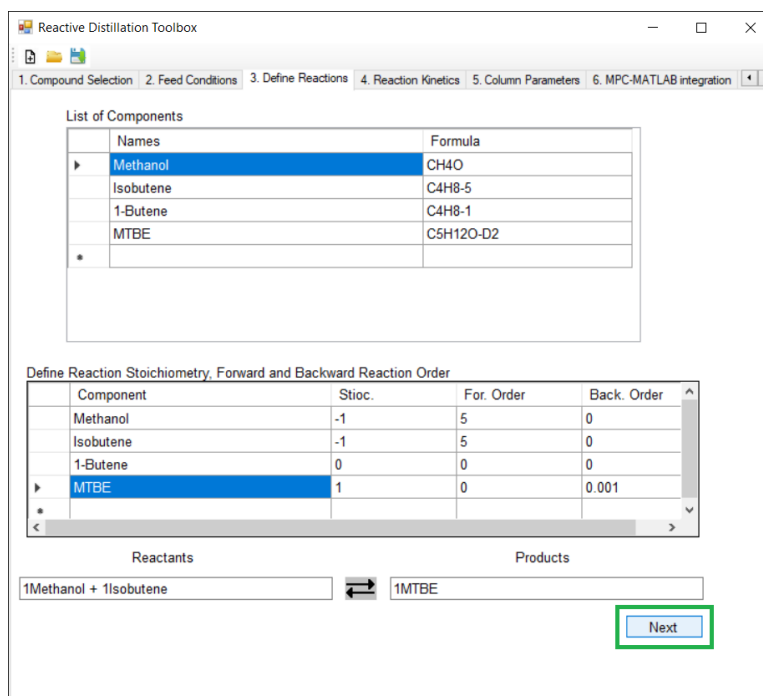 Reactive Distillation Toolbox
1. Compound Selection 2. Feed Conditions 3. Define Reactions 4. Reaction Kinetics 5. Column Parameters 6. MPC-MATLAB integration
List of Components
Names Formula
Methanol CH4O
Isobutene C4H8-5
1-Butene C4H8-1
MTBE C5H12O-D2
Define Reaction Stoichiometry, Forward and Backward Reaction Order
Component Stioc. For. Order Back. Order
Methanol -1 5 0
Isobutene -1 5 0
1-Butene 0 0 0
MTBE 1 0 0.001
Reactants Products
1Methanol + 1Isobutene 1MTBE
Next